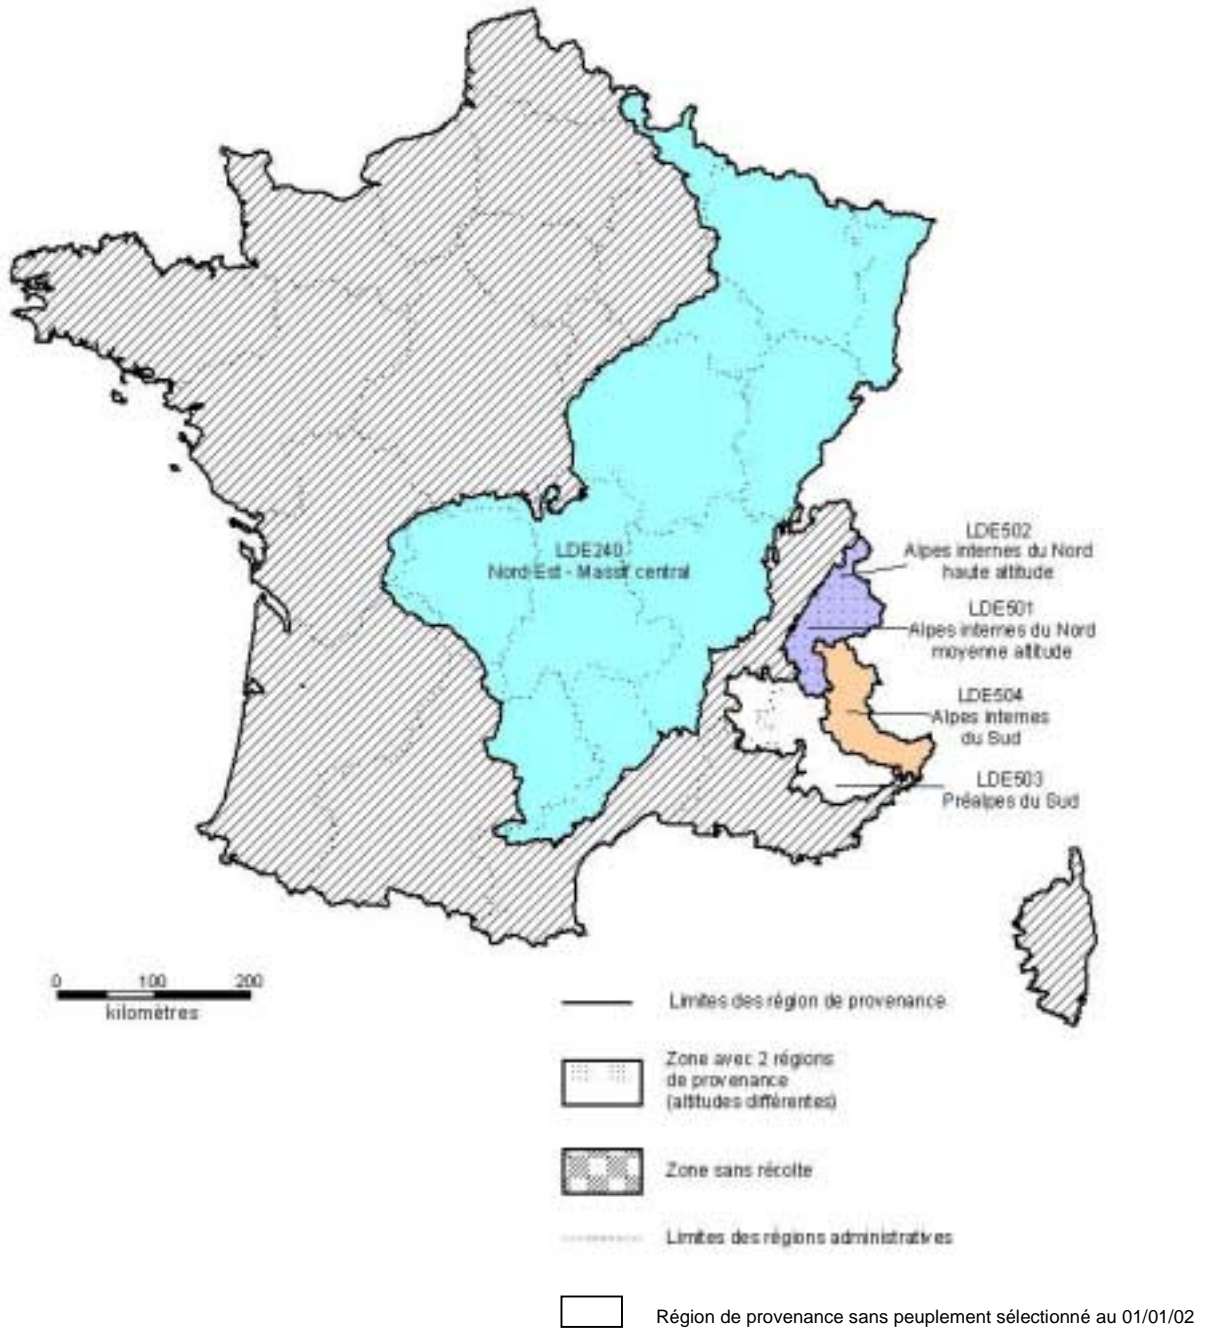 LDE240
Nord-Est - Massif central
LDE502
Alpes internes du Nord
haute altitude
LDE501
Alpes internes du Nord
moyenne altitude
LDE504
Alpes internes
du Sud
LDE503
Préalpes du Sud
0 100 200
kilomètres
Limites des région de provenance
Zone avec 2 régions
de provenance
(altitudes différentes)
Zone sans récolte
Limites des régions administratives
Région de provenance sans peuplement sélectionné au 01/01/02